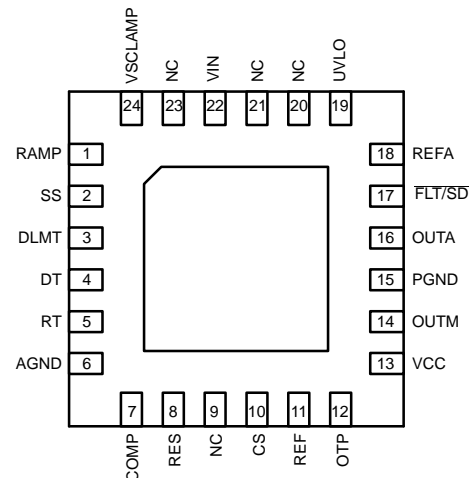 VSCLAMP
NC
VIN
NC
NC
UVLO
24
23
22
21
20
19
RAMP 1
18 REFA
SS 2
17 FLT/SD
DLMT 3
16 OUTA
DT 4
15 PGND
RT 5
14 OUTM
AGND 6
13 VCC
7
8
9
10
11
12
COMP
RES
NC
CS
REF
OTP